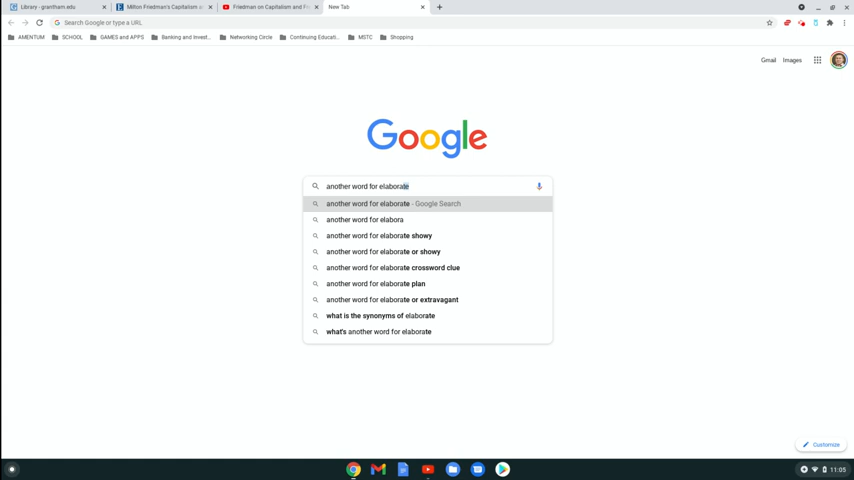 Library - grantham.edu
Milton Friedman's Capitalism an
Friedman on Capitalism and Fre
New Tab
Search Google or type a URL
AMENTUM
SCHOOL
GAMES and APPS
Banking and Invest…
Networking Circle
Continuing Educati…
MSTC
Shopping
Gmail
Images
Google
another word for elaborate
another word for elaborate - Google Search
another word for elabora
another word for elaborate showy
another word for elaborate or showy
another word for elaborate crossword clue
another word for elaborate plan
another word for elaborate or extravagant
what is the synonyms of elaborate
what's another word for elaborate
Customize
11:05